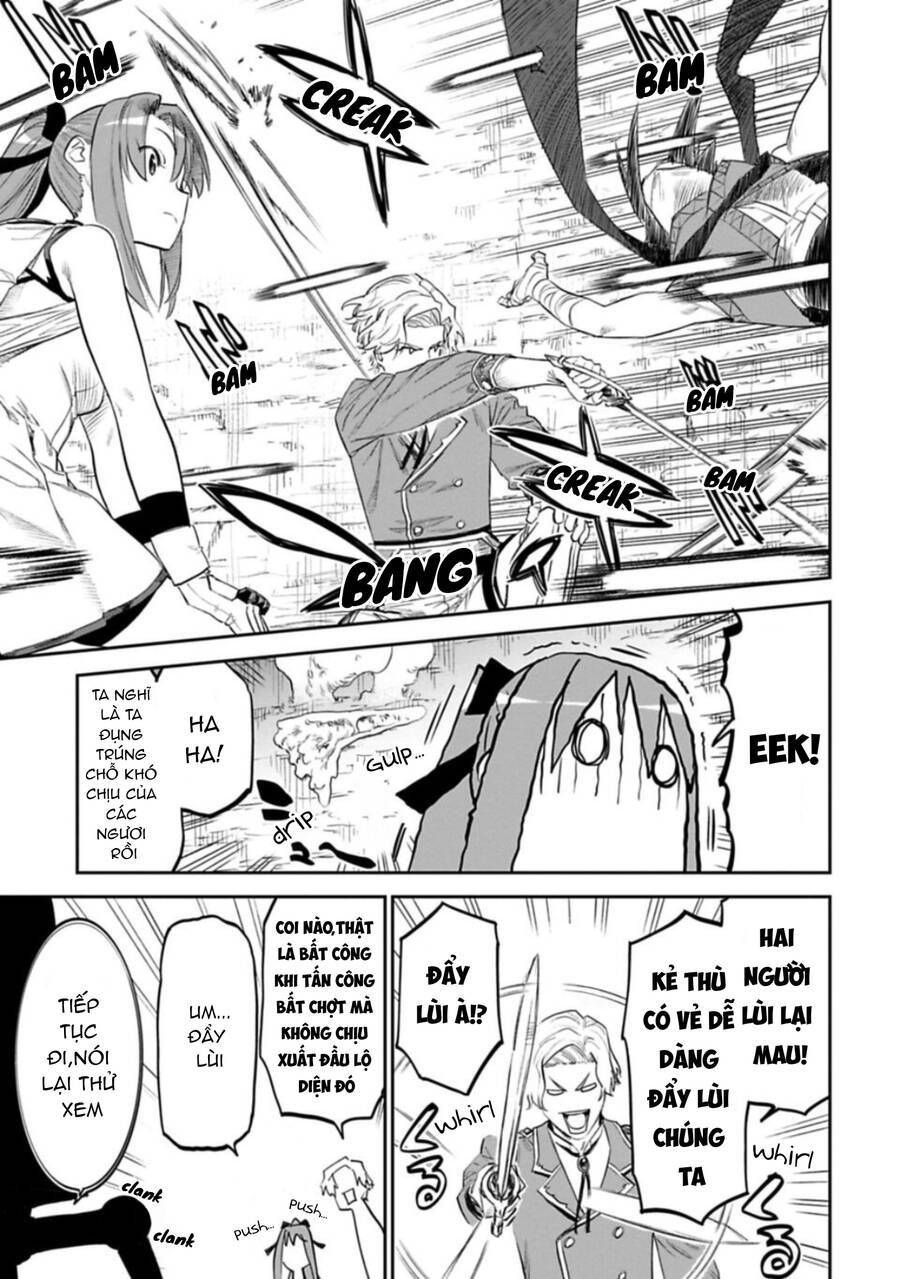 BAM
CREAK
BAM
BAM
BAM
CREAK
BAM
BANG
EEK!
GULP...
drip
HA
HA!
TA NGHĨ
LÀ TA
ĐỤNG
TRÚNG
CHỖ KHÓ
CHỊU CỦA
CÁC
NGƯƠI
RỒI
HAI
NGƯỜI
LÙI LẠI
MAU!
KẺ THÙ
CÓ VẺ DỄ
DÀNG
ĐẨY LÙI
CHÚNG
TA
whirl
ĐẨY
LÙI À!?
whirl
COI NÀO,THẬT
LÀ BẤT CÔNG
KHI TẤN CÔNG
BẤT CHỢT MÀ
KHÔNG CHỊU
XUẤT ĐẦU LỘ
DIỆN ĐÓ
UM...
ĐẦY
LÙI
push...
push...
TIẾP
TỤC
ĐI,NÓI
LẠI THỬ
XEM
clank
clank